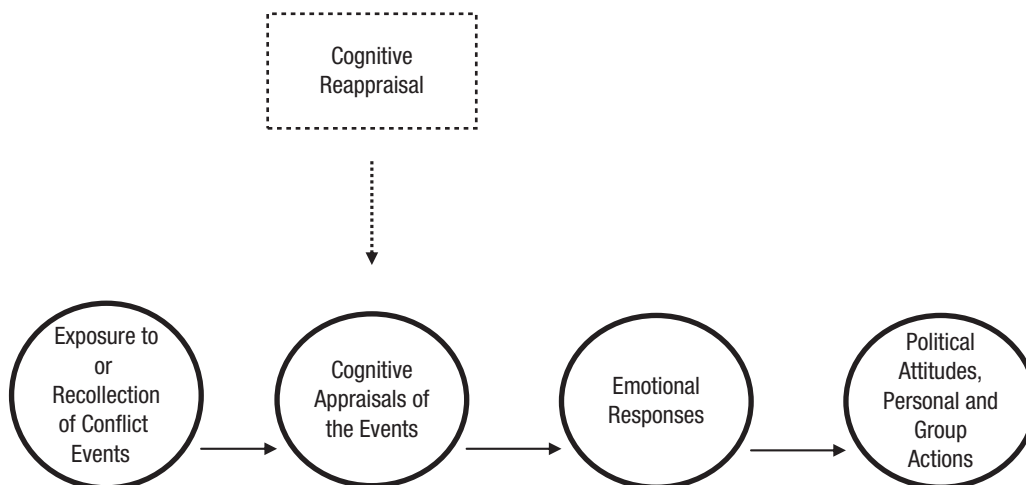 Cognitive
Reappraisal
Exposure to
or
Recollection
of Conflict
Events
Cognitive
Appraisals of
the Events
Emotional
Responses
Political
Attitudes,
Personal and
Group
Actions